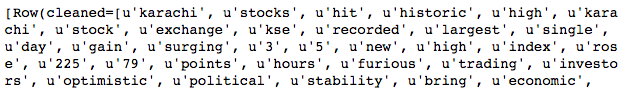 [Row(cleaned=[u'karachi', u'stocks', u'hit', u'historic', u'high', u'kara
chi', u'stock', u'exchange', u'kse', u'recorded', u'largest', u'single',
u'day', u'gain', u'surging', u'3', u'5', u'new', u'high', u'index', u'ros
e', u'225', u'79', u'points', u'hours', u'furious', u'trading', u'investo
rs', u'optimistic', u'political', u'stability', u'bring', u'economic',